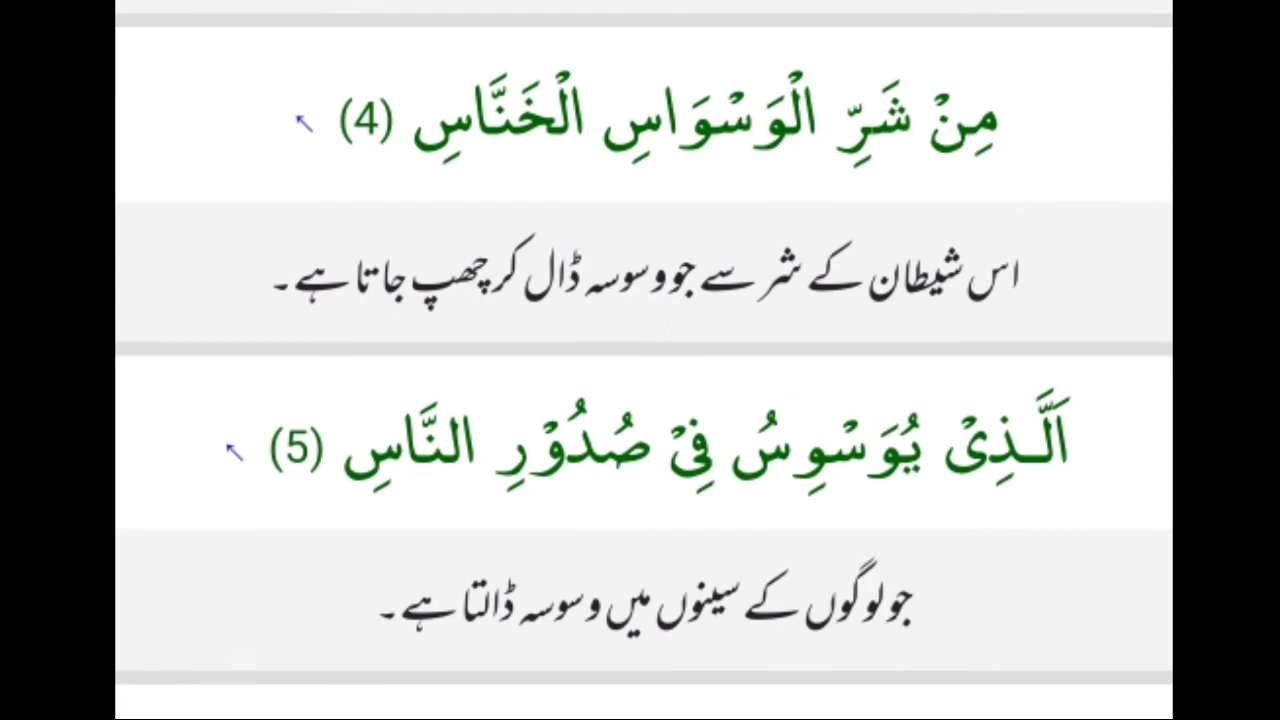 مِنْ شَرِّ الْوَسْوَاسِ الْخَنَّاسِ (4)
اس شیطان کے شر سے جو وسوسہ ڈال کر چھپ جاتا ہے۔
اَلَّـذِىْ يُوَسْوِسُ فِىْ صُدُوْرِ النَّاسِ (5)
جو لوگوں کے سینوں میں وسوسہ ڈالتا ہے۔